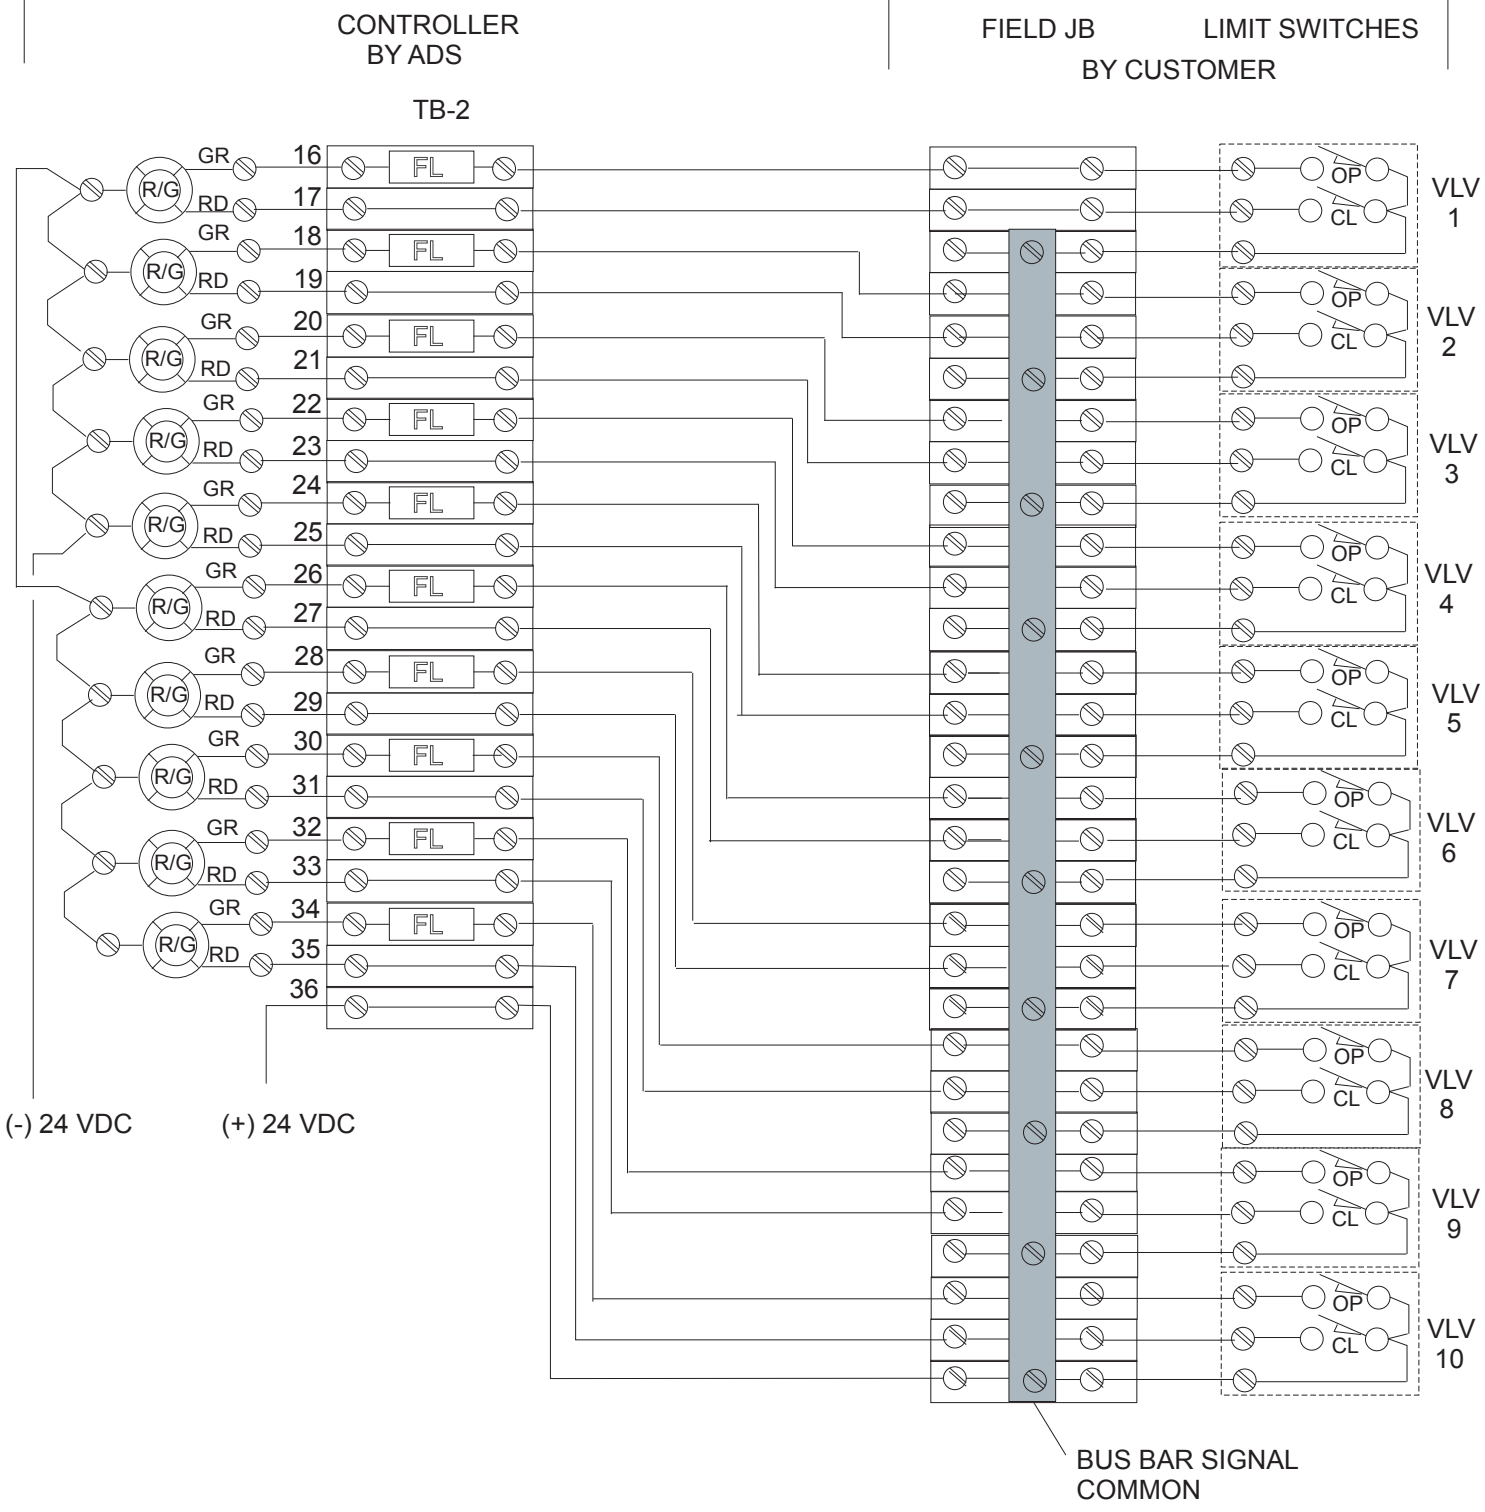 CONTROLLER
BY ADS
FIELD JB
LIMIT SWITCHES
BY CUSTOMER
TB-2
GR
16
FL
OP
R/G
RD
17
CL
VLV
1
GR
18
FL
R/G
RD
19
OP
VLV
2
GR
20
FL
CL
R/G
RD
21
GR
22
FL
OP
VLV
3
R/G
RD
23
CL
GR
24
FL
R/G
RD
25
OP
VLV
4
GR
26
FL
CL
R/G
RD
27
GR
28
FL
OP
VLV
5
R/G
RD
29
CL
GR
30
FL
R/G
RD
31
OP
VLV
6
GR
32
FL
CL
R/G
RD
33
GR
34
FL
OP
VLV
7
R/G
RD
35
CL
36
OP
VLV
8
CL
(-) 24 VDC
(+) 24 VDC
OP
VLV
9
CL
OP
VLV
10
CL
BUS BAR SIGNAL
COMMON